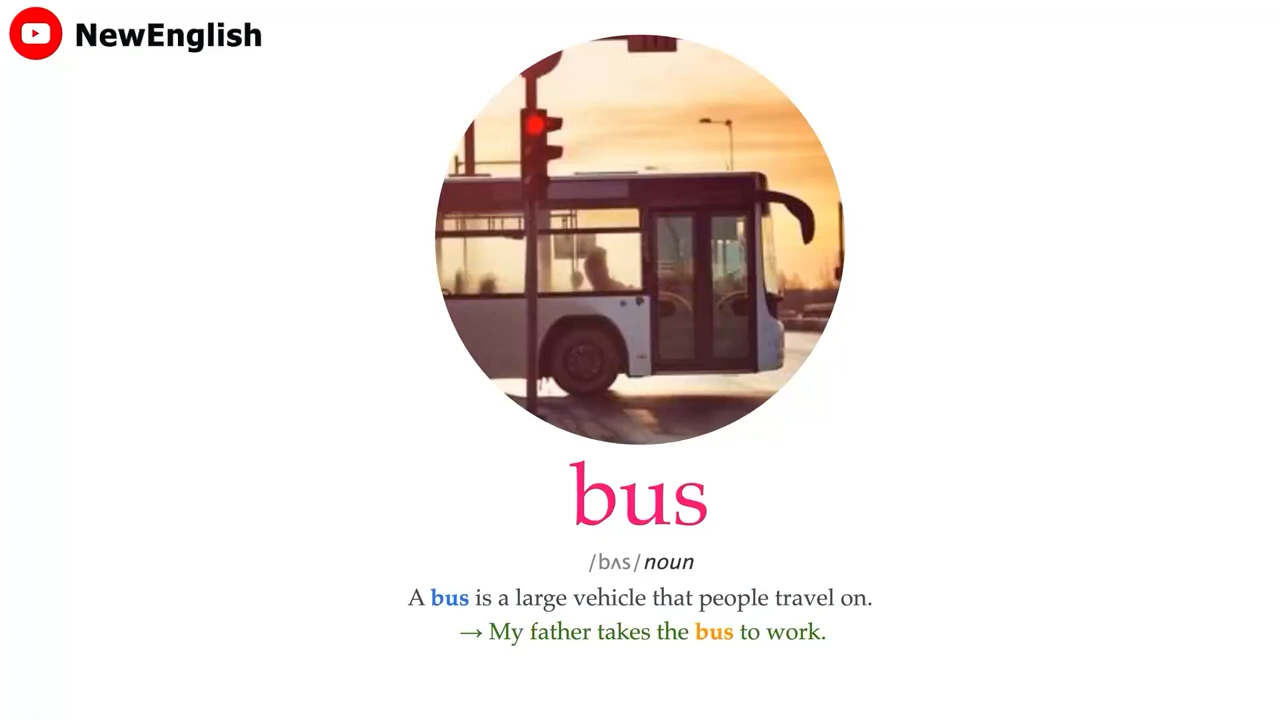 NewEnglish
bus
/bʌs/ noun
A bus is a large vehicle that people travel on.
→ My father takes the bus to work.